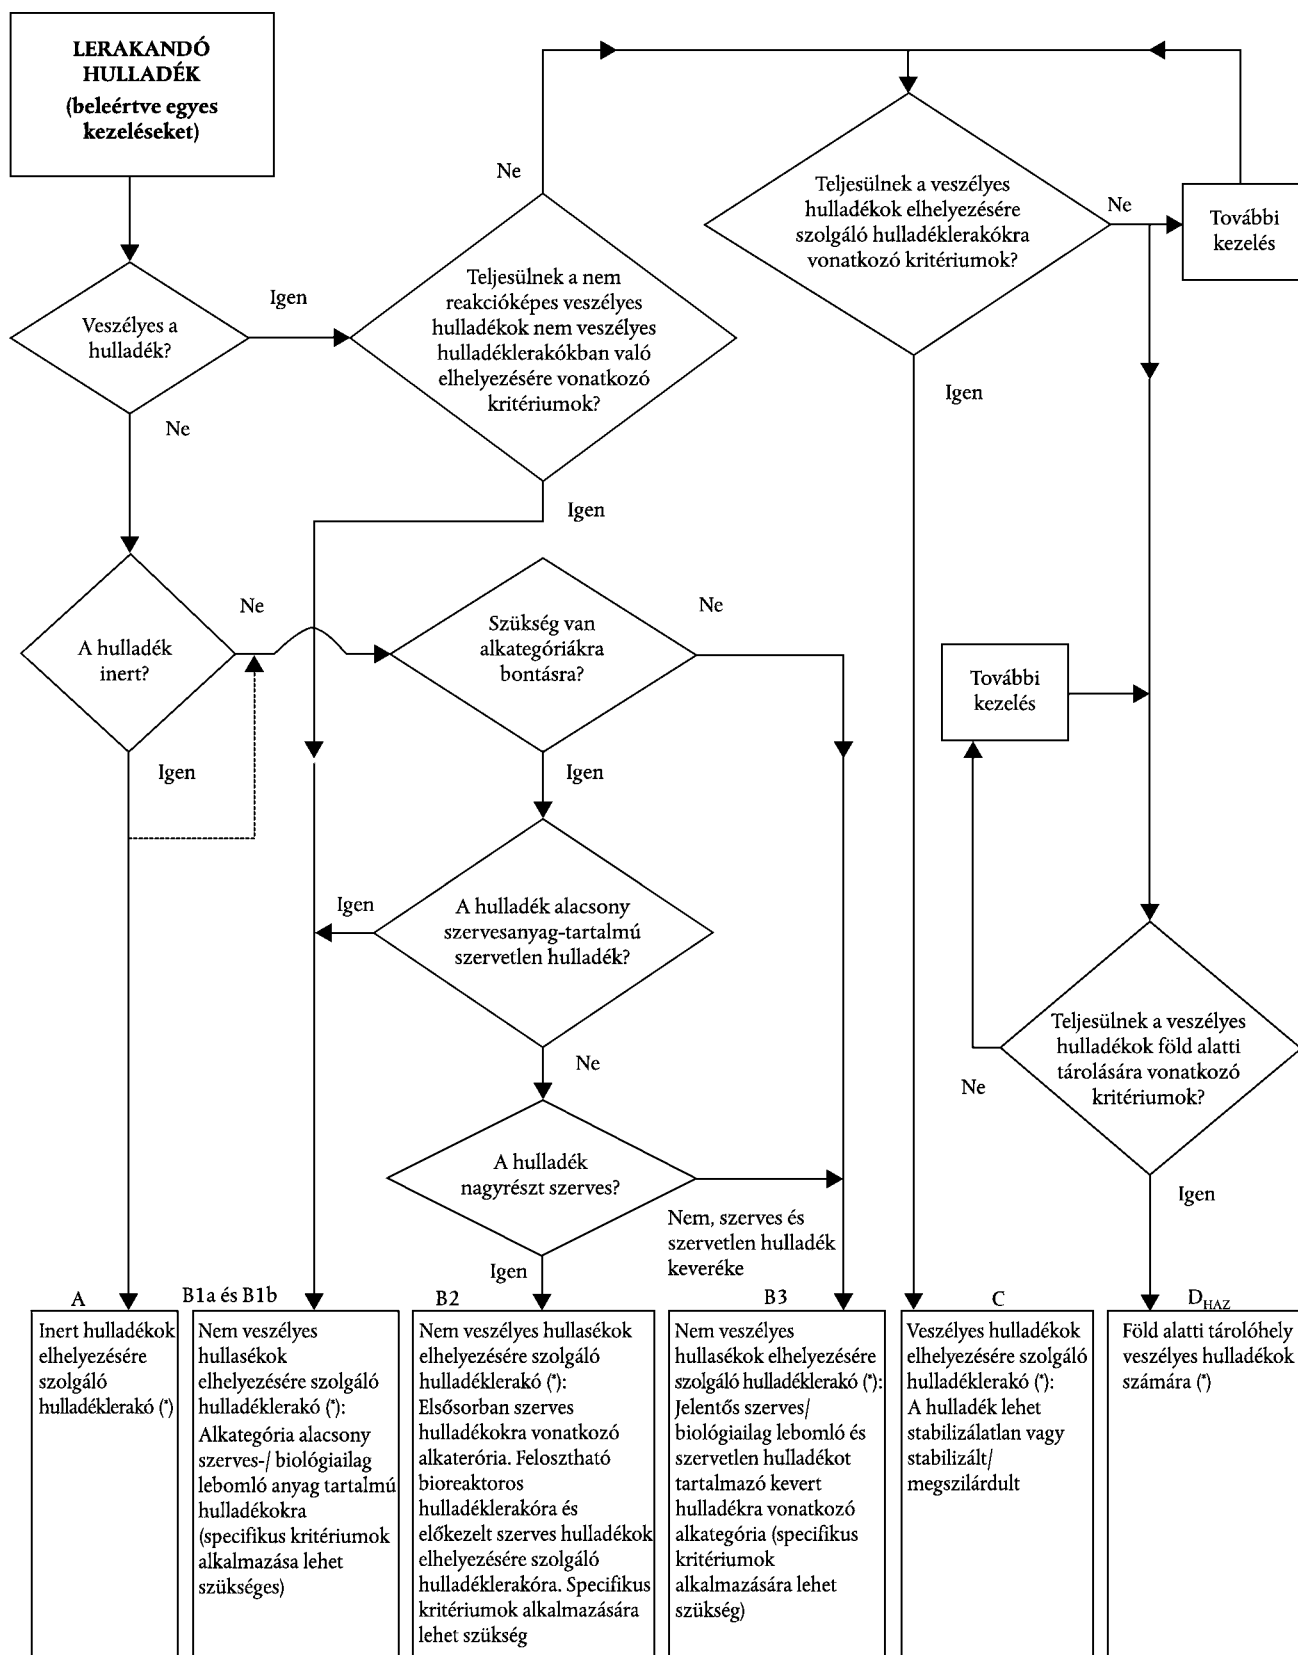 LERAKANDÓ
HULLADÉK
(beleértve egyes
kezeléseket)
Veszélyes a
hulladék?
Igen
Ne
Teljesülnek a nem
reakcióképes veszélyes
hulladékok nem veszélyes
hulladéklerakókban való
elhelyezésére vonatkozó
kritériumok?
Ne
Igen
Teljesülnek a veszélyes
hulladékok elhelyezésére
szolgáló hulladéklerakókra
vonatkozó kritériumok?
Ne
Igen
További
kezelés
A hulladék
inert?
Ne
Igen
Szükség van
alkategóriákra
bontásra?
Ne
Igen
További
kezelés
A hulladék alacsony
szervesanyag-tartalmú
szervetlen hulladék?
Igen
Ne
Teljesülnek a veszélyes
hulladékok föld alatti
tárolására vonatkozó
kritériumok?
Ne
Igen
A hulladék
nagyrészt szerves?
Nem, szerves és
szervetlen hulladék
keveréke
Igen
A
Inert hulladékok
elhelyezésére
szolgáló
hulladéklerakó (*)
B1a és B1b
Nem veszélyes
hullasékok
elhelyezésére szolgáló
hulladéklerakó (*):
Alkategória alacsony
szerves-/ biológiailag
lebomló anyag tartalmú
hulladékokra
(specifikus kritériumok
alkalmazása lehet
szükséges)
B2
Nem veszélyes hullasékok
elhelyezésére szolgáló
hulladéklerakó (*):
Elsősorban szerves
hulladékokra vonatkozó
alkaterória. Felosztható
bioreaktoros
hulladéklerakóra és
előkezelt szerves hulladékok
elhelyezésére szolgáló
hulladéklerakóra. Specifikus
kritériumok alkalmazására
lehet szükség
B3
Nem veszélyes
hullasékok elhelyezésére
szolgáló hulladéklerakó (*):
Jelentős szerves/
biológiailag lebomló és
szervetlen hulladékot
tartalmazó kevert
hulladékra vonatkozó
alkategória (specifikus
kritériumok
alkalmazására lehet
szükség)
C
Veszélyes hulladékok
elhelyezésére szolgáló
hulladéklerakó (*):
A hulladék lehet
stabilizálatlan vagy
stabilizált/
megszilárdult
D_HAZ
Föld alatti tárolóhely
veszélyes hulladékok
számára (*)